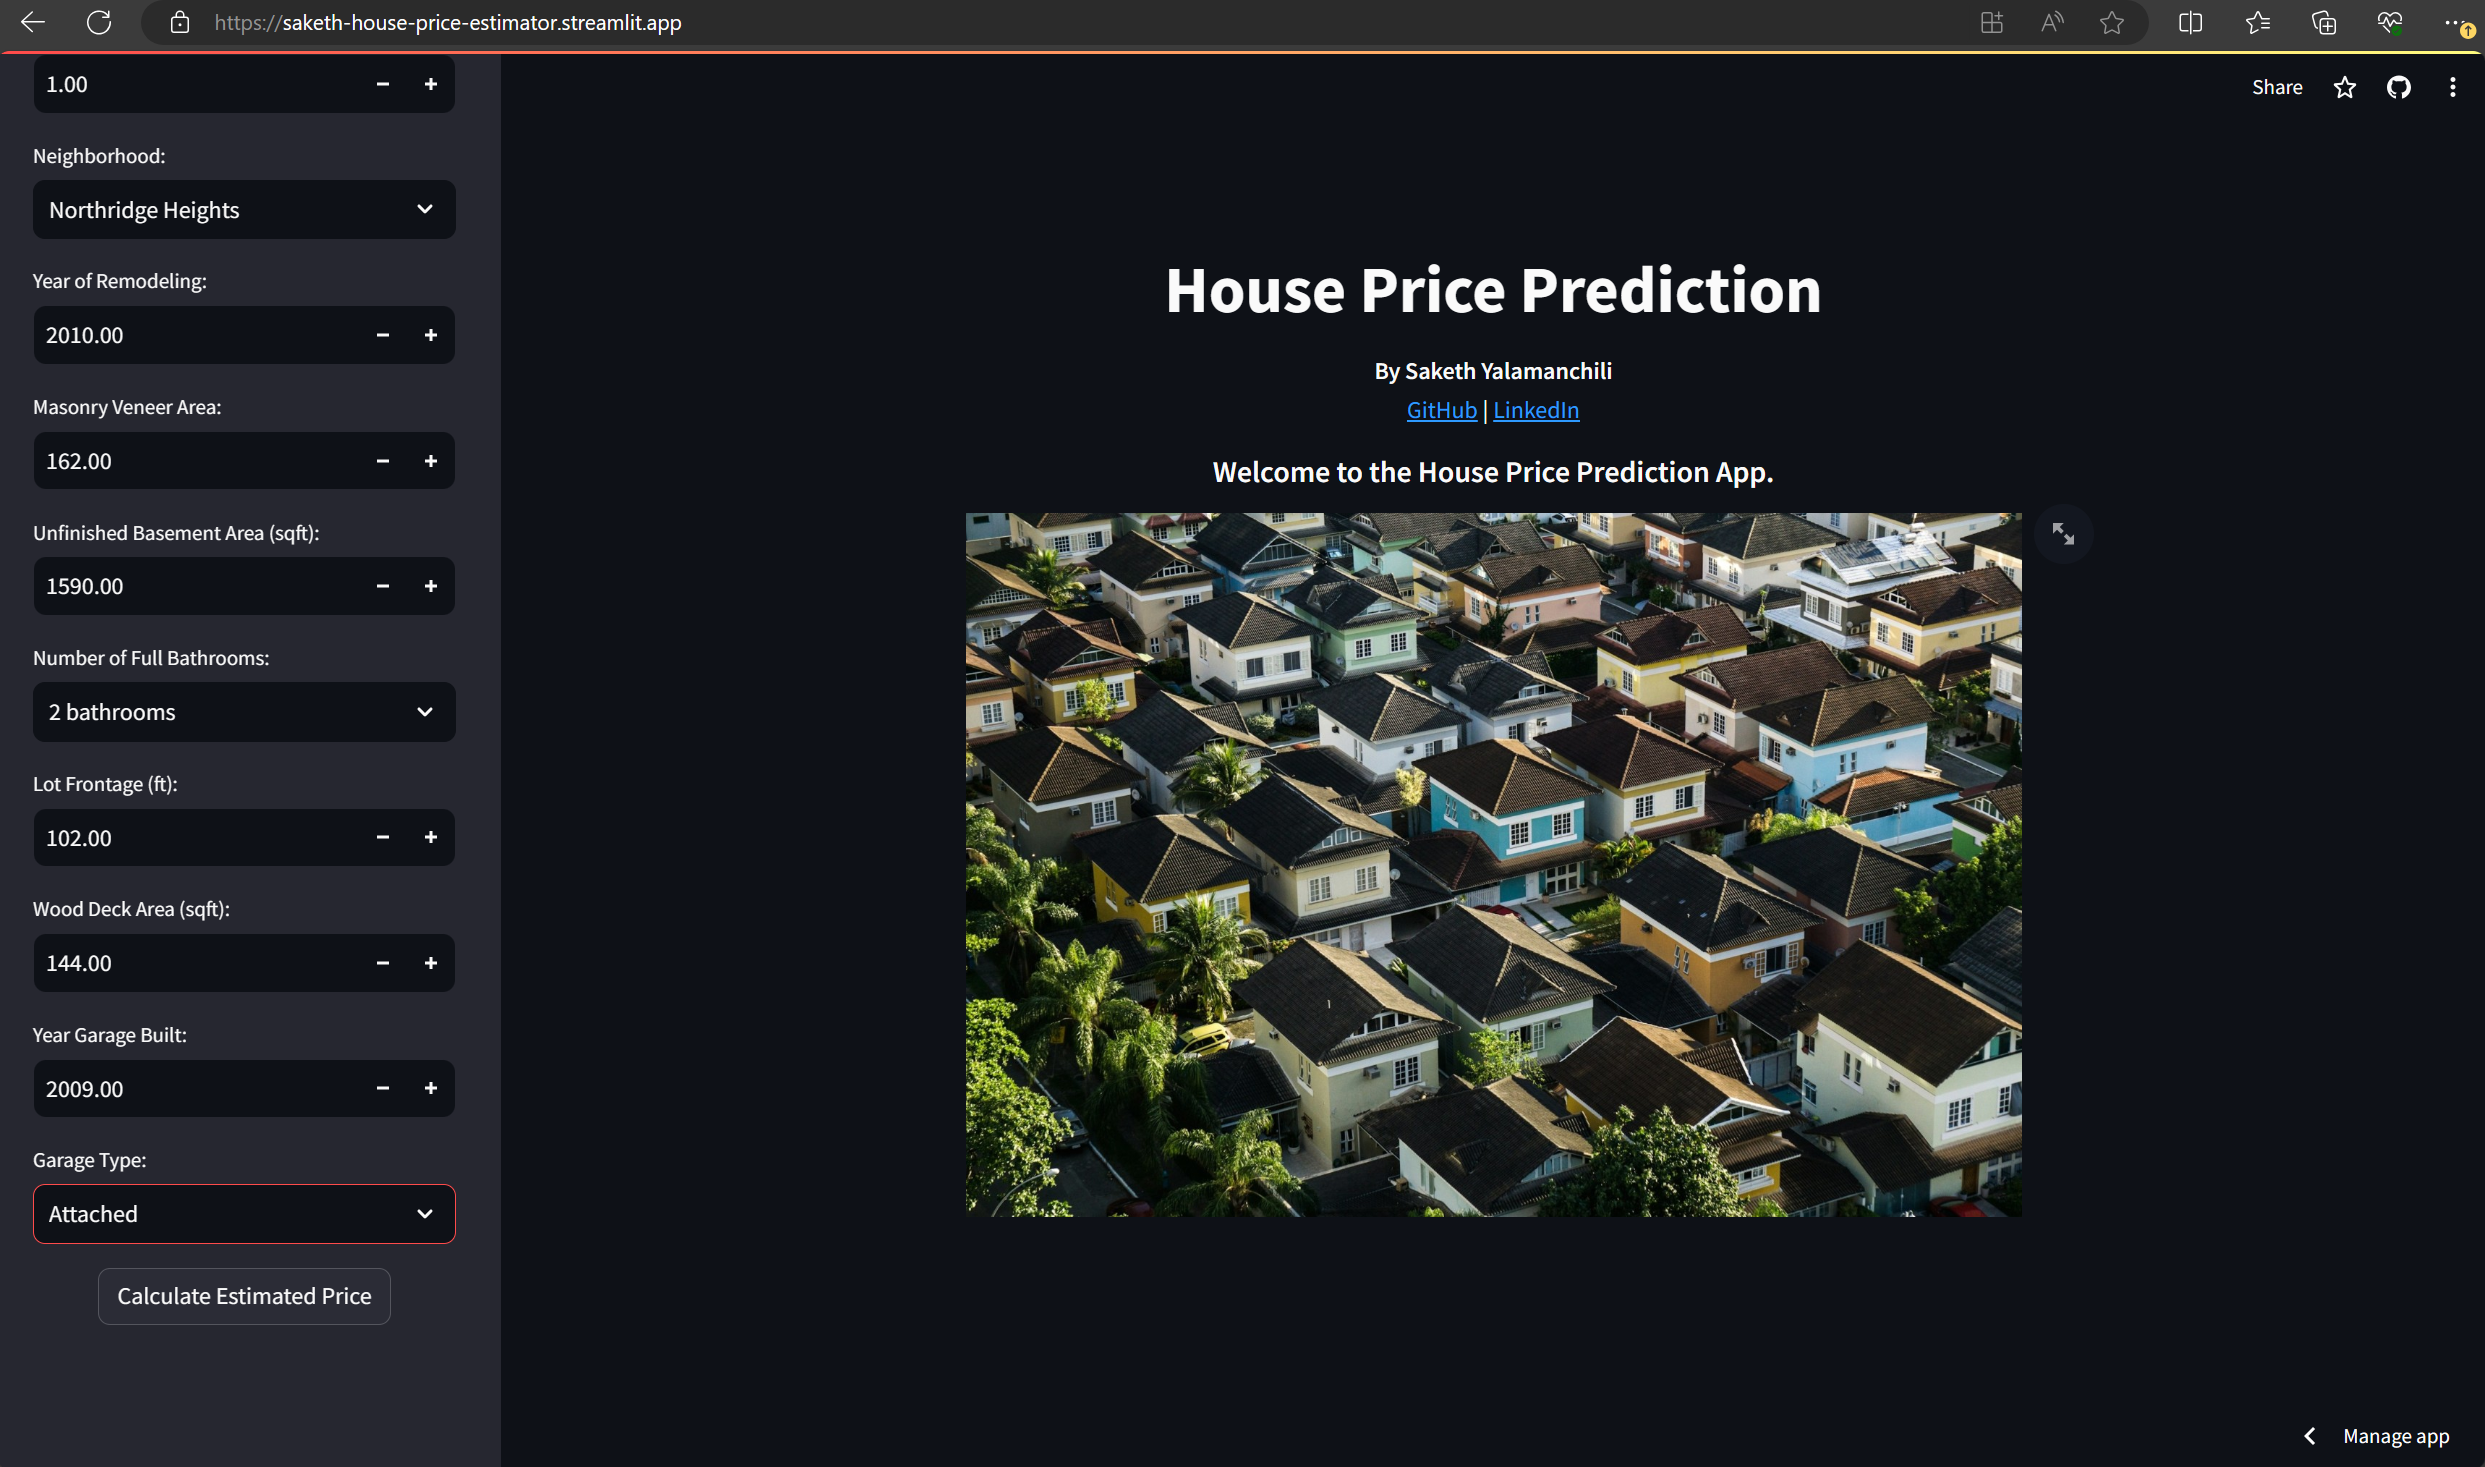 https://saketh-house-price-estimator.streamlit.app
1.00
Neighborhood:
Northridge Heights
Year of Remodeling:
2010.00
Masonry Veneer Area:
162.00
Unfinished Basement Area (sqft):
1590.00
Number of Full Bathrooms:
2 bathrooms
Lot Frontage (ft):
102.00
Wood Deck Area (sqft):
144.00
Year Garage Built:
2009.00
Garage Type:
Attached
Calculate Estimated Price
Share
House Price Prediction
By Saketh Yalamanchili
GitHub | LinkedIn
Welcome to the House Price Prediction App.
Manage app